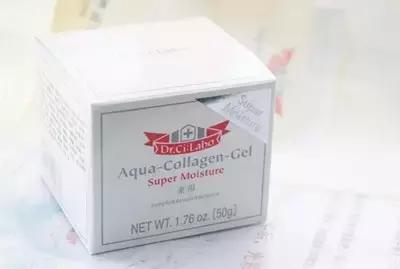 Super
Moisture
Dr.Ci:Labo
Aqua-Collagen-Gel
Super Moisture
薬用
NET WT. 1.76 oz. [50g]